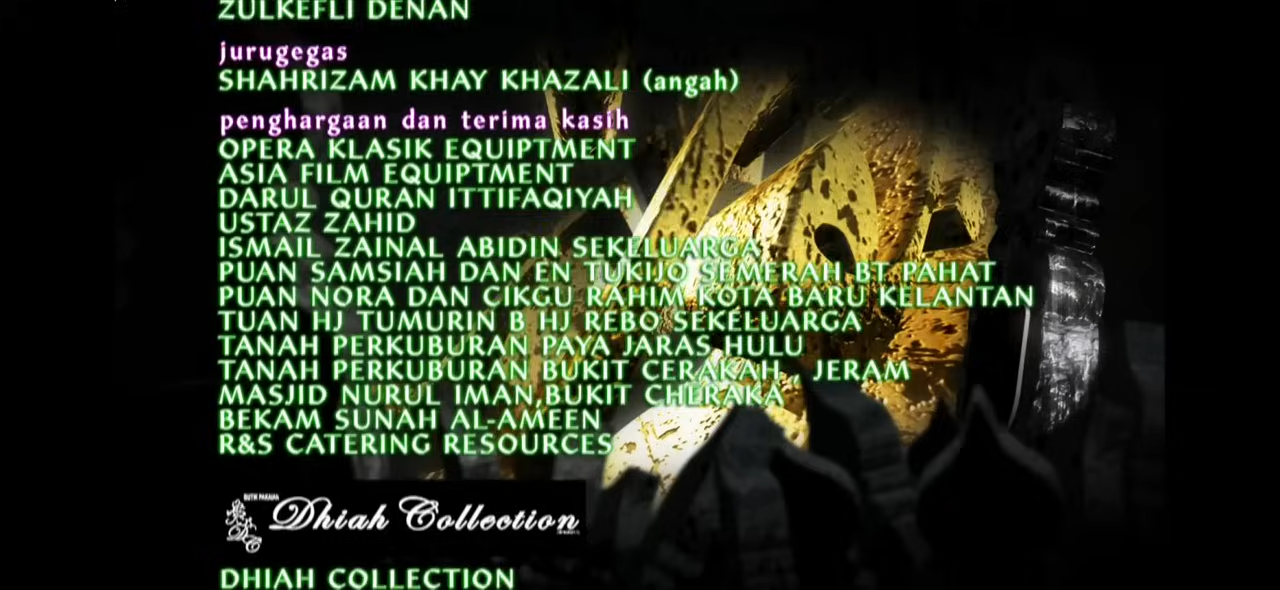 ZULKEFLI DENAN
jurugegas
SHAHRIZAM KHAY KHAZALI (angah)
penghargaan dan terima kasih
OPERA KLASIK EQUIPTMENT
ASIA FILM EQUIPTMENT
DARUL QURAN ITTIFAQIYAH
USTAZ ZAHID
ISMAIL ZAINAL ABIDIN SEKELUARGA
PUAN SAMSIAH DAN EN TUKIJO SEMERAH BT PAHAT
PUAN NORA DAN CIKGU RAHIM KOTA BARU KELANTAN
TUAN HJ TUMURIN B HJ REBO SEKELUARGA
TANAH PERKUBURAN PAYA JARAS HULU
TANAH PERKUBURAN BUKIT CERAKAH , JERAM
MASJID NURUL IMAN,BUKIT CHERAKA
BEKAM SUNAH AL-AMEEN
R&S CATERING RESOURCES
BUTIK PAKAIAN
Dhiah Collection
DHIAH COLLECTION